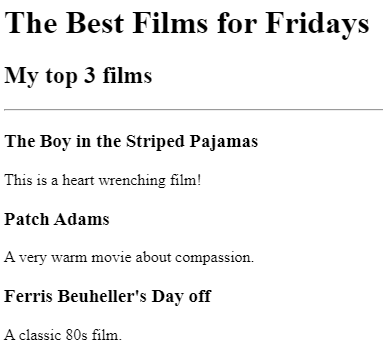 The Best Films for Fridays
My top 3 films
The Boy in the Striped Pajamas
This is a heart wrenching film!
Patch Adams
A very warm movie about compassion.
Ferris Beuheller's Day off
A classic 80s film.